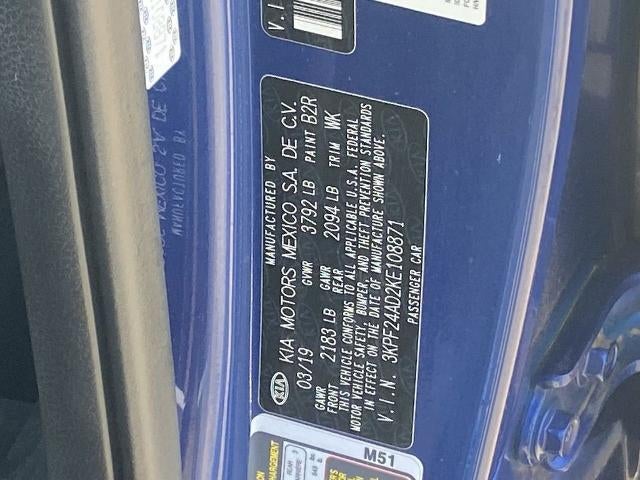 MANUFACTURED BY
KIA KIA MOTORS MEXICO S.A. DE C.V.
03/19 GVWR 3792 LB PAINT B2R
GAWR FRONT 2183 LB GAWR REAR 2094 LB TRIM WK
THIS VEHICLE CONFORMS TO ALL APPLICABLE U.S.A. FEDERAL
MOTOR VEHICLE SAFETY, BUMPER, AND THEFT PREVENTION STANDARDS
IN EFFECT ON THE DATE OF MANUFACTURE SHOWN ABOVE.
V.I.N. 3KPF24AD2KE108871
PASSENGER CAR
V.I.
M51